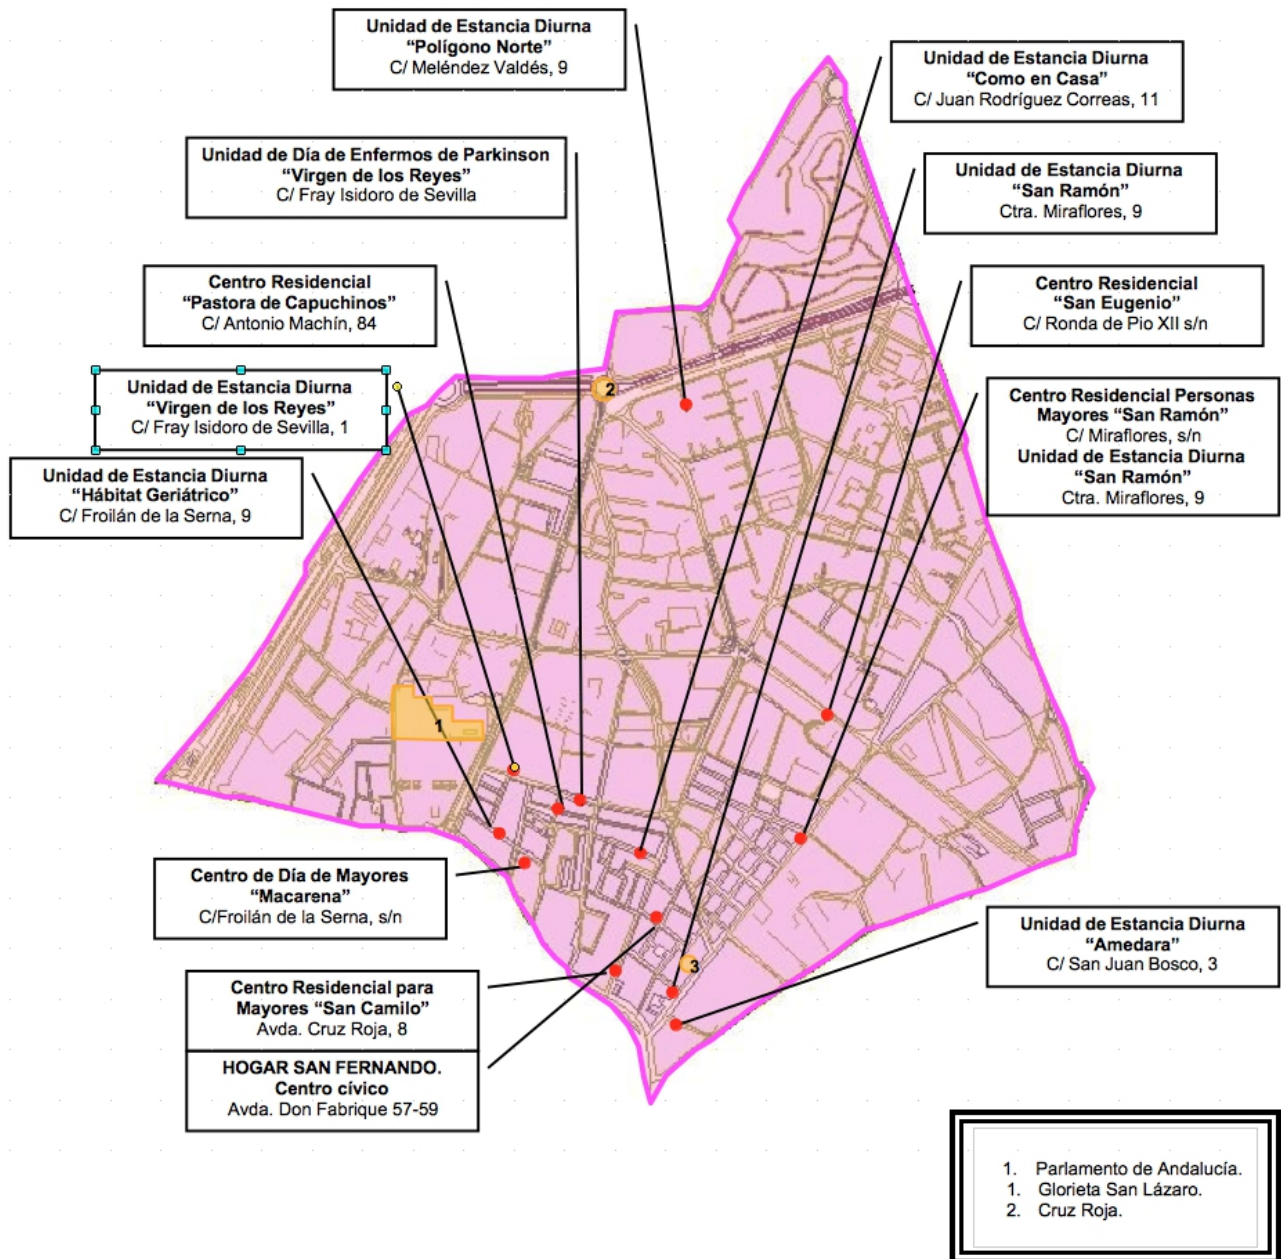 Unidad de Estancia Diurna
“Polígono Norte”
C/ Meléndez Valdés, 9
Unidad de Estancia Diurna
“Como en Casa”
C/ Juan Rodríguez Correas, 11
Unidad de Día de Enfermos de Parkinson
“Virgen de los Reyes”
C/ Fray Isidoro de Sevilla
Unidad de Estancia Diurna
“San Ramón”
Ctra. Miraflores, 9
Centro Residencial
“Pastora de Capuchinos”
C/ Antonio Machín, 84
Centro Residencial
“San Eugenio”
C/ Ronda de Pio XII s/n
Unidad de Estancia Diurna
“Virgen de los Reyes”
C/ Fray Isidoro de Sevilla, 1
Centro Residencial Personas
Mayores “San Ramón”
C/ Miraflores, s/n
Unidad de Estancia Diurna
“San Ramón”
Ctra. Miraflores, 9
Unidad de Estancia Diurna
“Hábitat Geriátrico”
C/ Froilán de la Serna, 9
2
1
3
Centro de Día de Mayores
“Macarena”
C/Froilán de la Serna, s/n
Unidad de Estancia Diurna
“Amedara”
C/ San Juan Bosco, 3
Centro Residencial para
Mayores “San Camilo”
Avda. Cruz Roja, 8
HOGAR SAN FERNANDO.
Centro cívico
Avda. Don Fabrique 57-59
1. Parlamento de Andalucía.
1. Glorieta San Lázaro.
2. Cruz Roja.